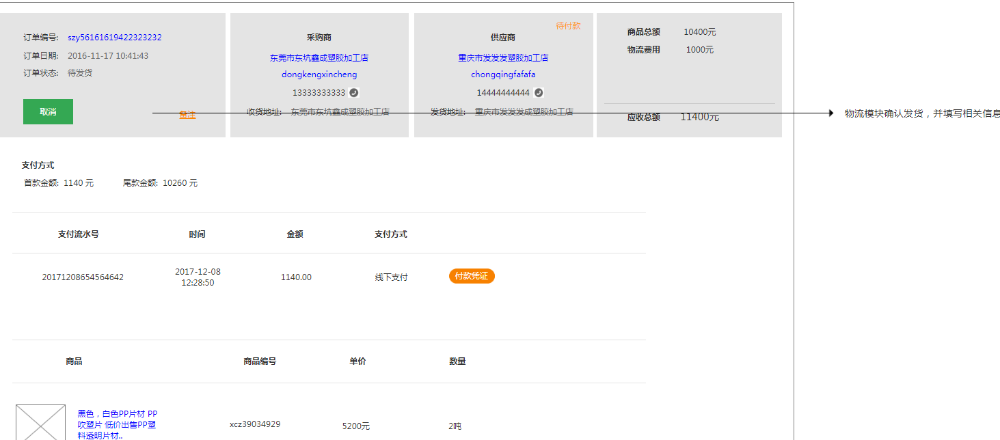 订单编号: szy56161619422323232
订单日期: 2016-11-17 10:41:43
订单状态: 待发货
取消
备注
采购商
东莞市东坑鑫成塑胶加工店
dongkengxincheng
13333333333
收货地址: 东莞市东坑鑫成塑胶加工店
待付款
供应商
重庆市发发发塑胶加工店
chongqingfafafa
14444444444
发货地址: 重庆市发发发成塑胶加工店
商品总额 10400元
物流费用 1000元
应收总额 11400元
物流模块确认发货，并填写相关信息
支付方式
首款金额: 1140 元 尾款金额: 10260 元
支付流水号 时间 金额 支付方式
20171208654564642 2017-12-08 12:28:50 1140.00 线下支付 付款凭证
商品 商品编号 单价 数量
黑色，白色PP片材 PP
吹塑片 低价出售PP塑
料透明片材..
xcz39034929 5200元 2吨